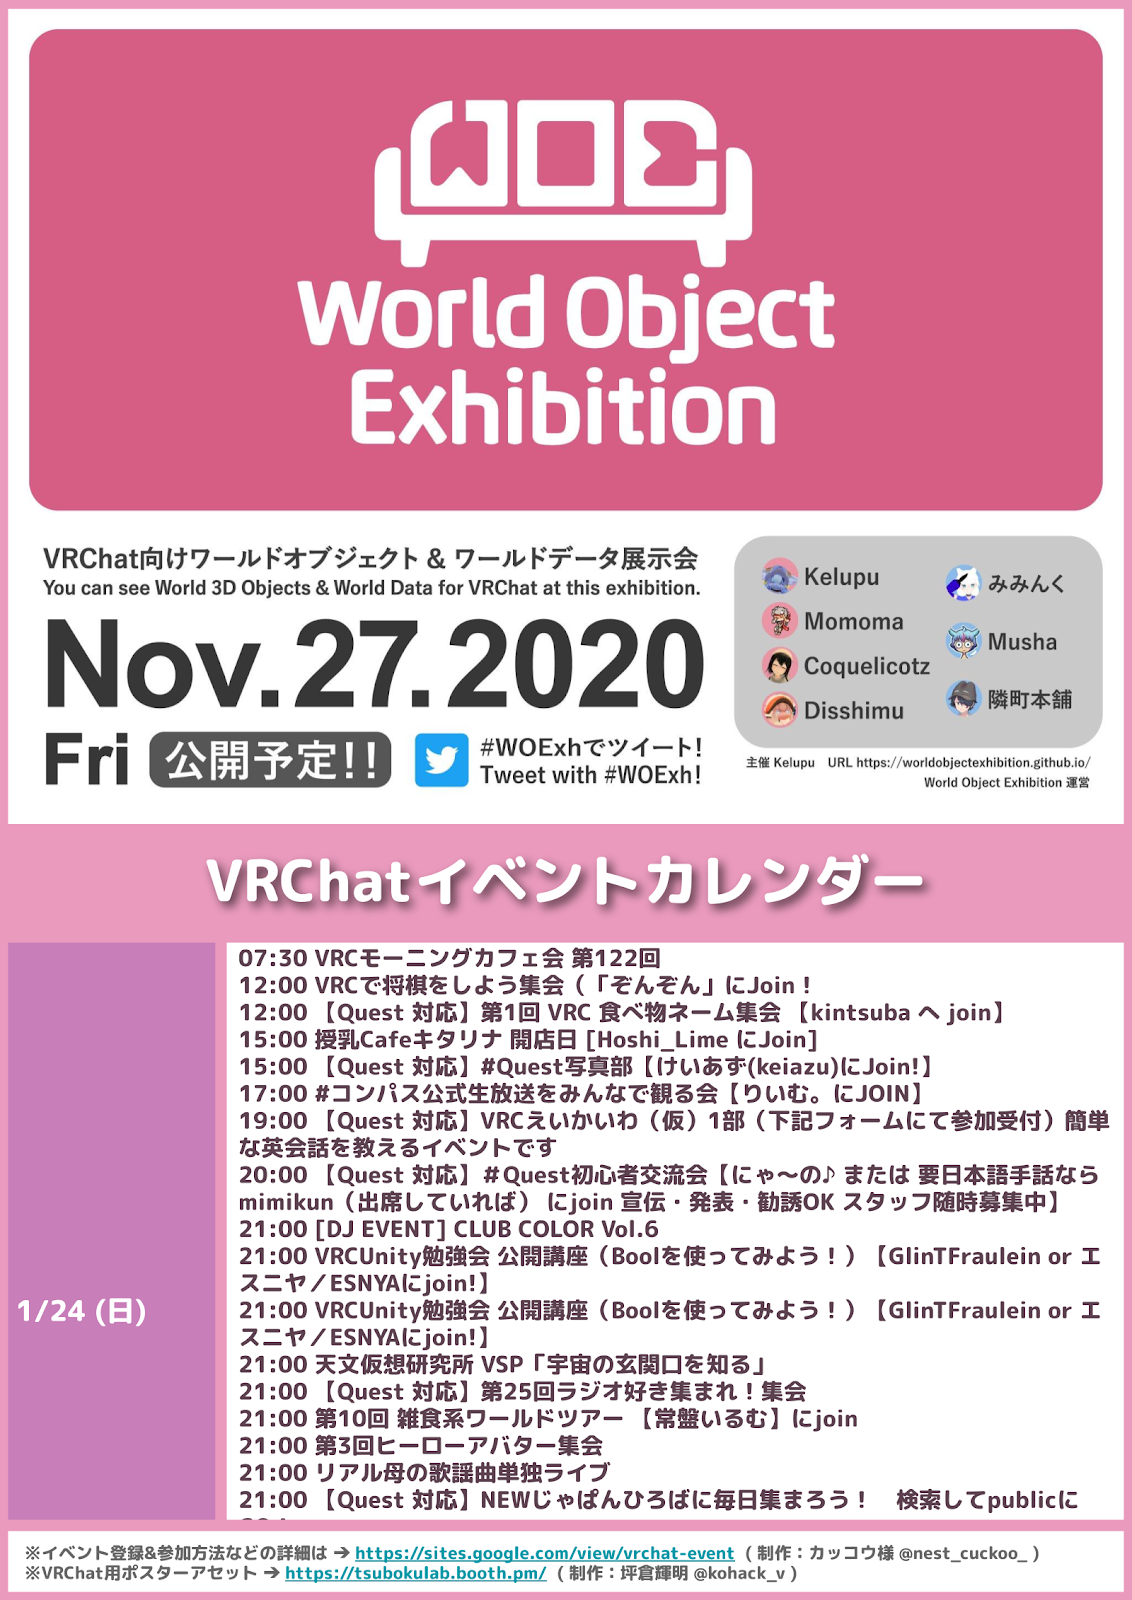 WOE
World Object
Exhibition
VRChat向けワールドオブジェクト & ワールドデータ展示会
You can see World 3D Objects & World Data for VRChat at this exhibition.
Nov.27.2020
Fri 公開予定!!
#WOExhでツイート!
Tweet with #WOExh!
Kelupu
Momoma
Coquelicotz
Disshimu
みみんく
Musha
隣町本舗
主催 Kelupu URL https://worldobjectexhibition.github.io/
World Object Exhibition 運営
VRChatイベントカレンダー
1/24 (日)
07:30 VRCモーニングカフェ会 第122回
12:00 VRCで将棋をしよう集会（「ぞんぞん」にJoin！
12:00 【Quest 対応】第1回 VRC 食べ物ネーム集会 【kintsuba へ join】
15:00 授乳Cafeキタリナ 開店日 [Hoshi_Lime にJoin]
15:00 【Quest 対応】#Quest写真部【けいあず(keiazu)にJoin!】
17:00 #コンパス公式生放送をみんなで観る会【りいむ。にJOIN】
19:00 【Quest 対応】VRCえいかいわ（仮）1部（下記フォームにて参加受付）簡単
な英会話を教えるイベントです
20:00 【Quest 対応】＃Quest初心者交流会【にゃ～の♪ または 要日本語手話なら
mimikun（出席していれば） にjoin 宣伝・発表・勧誘OK スタッフ随時募集中】
21:00 [DJ EVENT] CLUB COLOR Vol.6
21:00 VRCUnity勉強会 公開講座（Boolを使ってみよう！）【GlinTFraulein or エ
スニヤ／ESNYAにjoin!】
21:00 VRCUnity勉強会 公開講座（Boolを使ってみよう！）【GlinTFraulein or エ
スニヤ／ESNYAにjoin!】
21:00 天文仮想研究所 VSP「宇宙の玄関口を知る」
21:00 【Quest 対応】第25回ラジオ好き集まれ！集会
21:00 第10回 雑食系ワールドツアー 【常盤いるむ】にjoin
21:00 第3回ヒーローアバター集会
21:00 リアル母の歌謡曲単独ライブ
21:00 【Quest 対応】NEWじゃぱんひろばに毎日集まろう！　検索してpublicに
※イベント登録&参加方法などの詳細は ➔ https://sites.google.com/view/vrchat-event ( 制作：カッコウ様 @nest_cuckoo_ )
※VRChat用ポスターアセット ➔ https://tsubokulab.booth.pm/ ( 制作：坪倉輝明 @kohack_v )